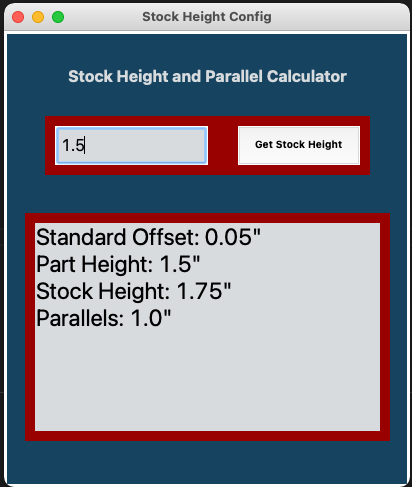 Stock Height Config
Stock Height and Parallel Calculator
1.5
Get Stock Height
Standard Offset: 0.05"
Part Height: 1.5"
Stock Height: 1.75"
Parallels: 1.0"